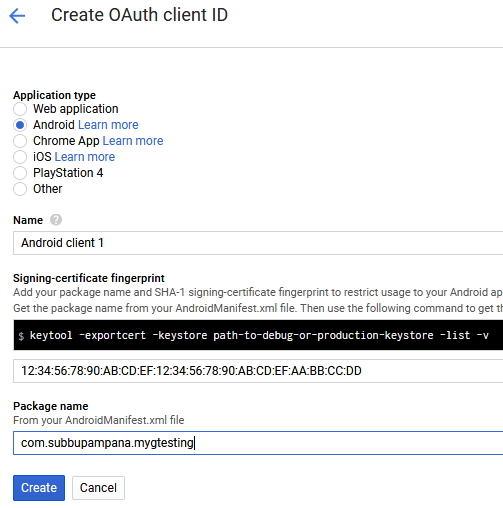 Create OAuth client ID
Application type
Web application
Android Learn more
Chrome App Learn more
iOS Learn more
PlayStation 4
Other
Name ?
Android client 1
Signing-certificate fingerprint
Add your package name and SHA-1 signing-certificate fingerprint to restrict usage to your Android ap
Get the package name from your AndroidManifest.xml file. Then use the following command to get th
$ keytool -exportcert -keystore path-to-debug-or-production-keystore -list -v
12:34:56:78:90:AB:CD:EF:12:34:56:78:90:AB:CD:EF:AA:BB:CC:DD
Package name
From your AndroidManifest.xml file
com.subbupampana.mygtesting
Create Cancel